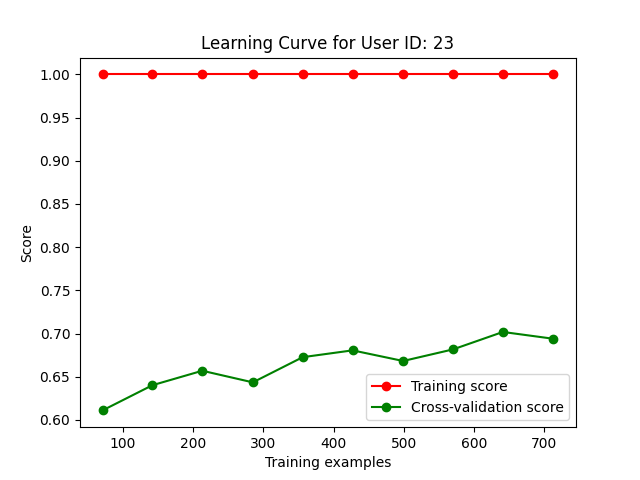 Learning Curve for User ID: 23
1.00
0.95
0.90
0.85
0.80
0.75
0.70
0.65
0.60
Score
100 200 300 400 500 600 700
Training examples
Training score
Cross-validation score